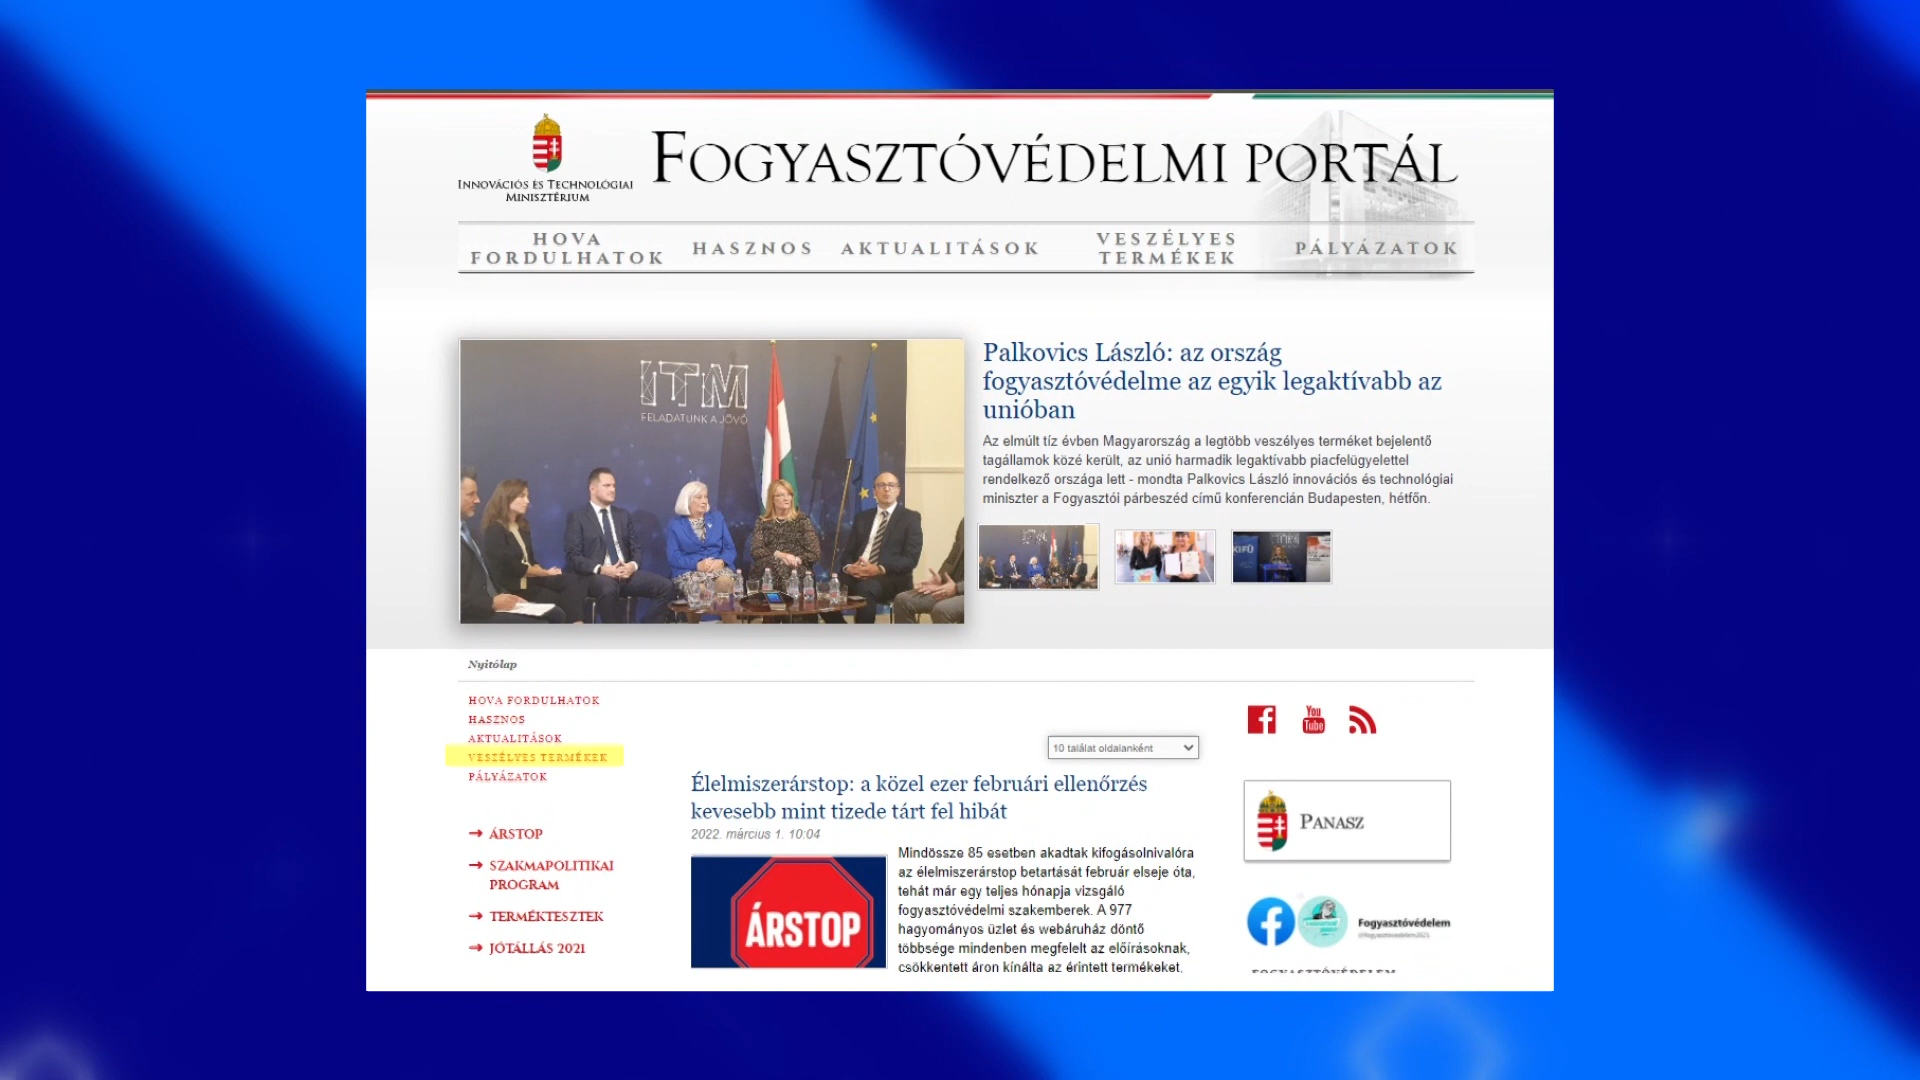 INNOVÁCIÓS ÉS TECHNOLÓGIAI
MINISZTÉRIUM
FOGYASZTÓVÉDELMI PORTÁL
HOVA
FORDULHATOK
HASZNOS
AKTUALITÁSOK
VESZÉLYES
TERMÉKEK
PÁLYÁZATOK
ITM
FELADATUNK A JÖVŐ
Palkovics László: az ország
fogyasztóvédelme az egyik legaktívabb az
unióban
Az elmúlt tíz évben Magyarország a legtöbb veszélyes terméket bejelentő
tagállamok közé került, az unió harmadik legaktívabb piacfelügyelettel
rendelkező országa lett - mondta Palkovics László innovációs és technológiai
miniszter a Fogyasztói párbeszéd című konferencián Budapesten, hétfőn.
Nyitólap
HOVA FORDULHATOK
HASZNOS
AKTUALITÁSOK
VESZÉLYES TERMÉKEK
PÁLYÁZATOK
→ ÁRSTOP
→ SZAKMAPOLITIKAI
PROGRAM
→ TERMÉKTESZTEK
→ JÓTÁLLÁS 2021
10 találat oldalanként
Élelmiszerárstop: a közel ezer februári ellenőrzés
kevesebb mint tizede tárt fel hibát
2022. március 1. 10:04
ÁRSTOP
Mindössze 85 esetben akadtak kifogásolnivalóra
az élelmiszerárstop betartását február elseje óta,
tehát már egy teljes hónapja vizsgáló
fogyasztóvédelmi szakemberek. A 977
hagyományos üzlet és webáruház döntő
többsége mindenben megfelelt az előírásoknak,
csökkentett áron kínálta az érintett termékeket.
You
Tube
PANASZ
Fogyasztóvédelem
FOGYASZTÓVÉDELEM